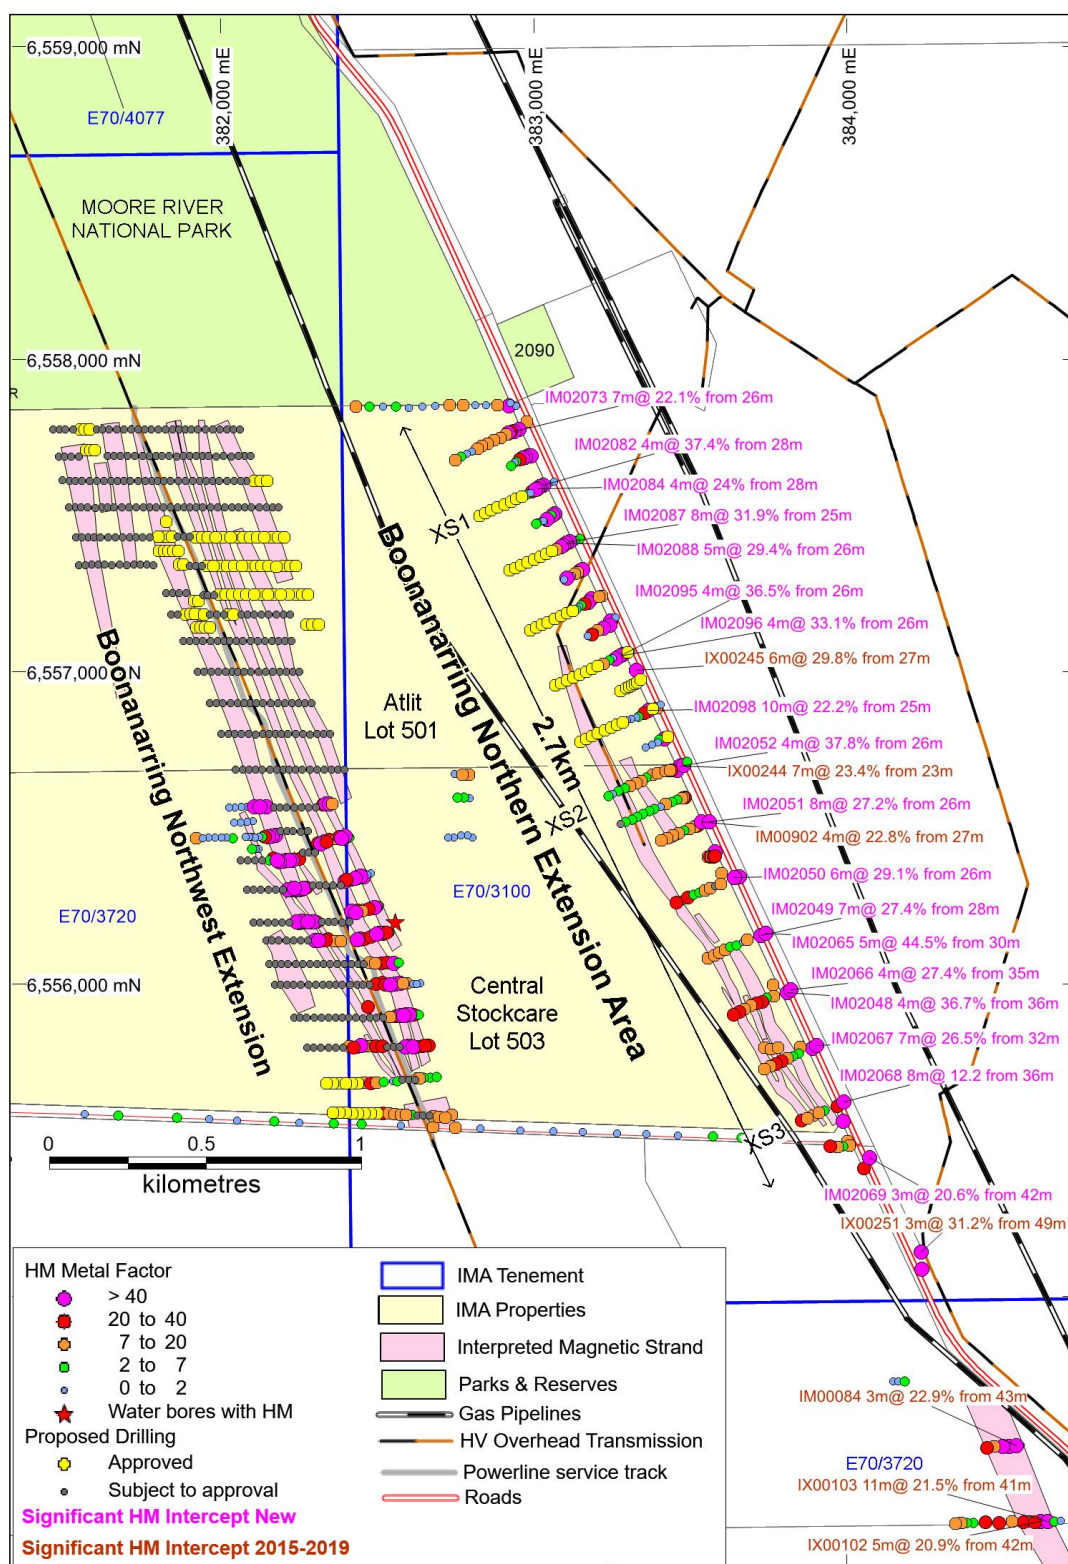 6,559,000 mN
382,000 mE
383,000 mE
384,000 mE
E70/4077
MOORE RIVER
NATIONAL PARK
2090
6,558,000 mN
R
IM02073 7m@ 22.1% from 26m
IM02082 4m@ 37.4% from 28m
IM02084 4m@ 24% from 28m
XS1
IM02087 8m@ 31.9% from 25m
IM02088 5m@ 29.4% from 26m
IM02095 4m@ 36.5% from 26m
IM02096 4m@ 33.1% from 26m
IX00245 6m@ 29.8% from 27m
6,557,000 mN
Boonanarring Northwest Extension
Boonanarring Northern Extension Area
Atlit
Lot 501
2.7km
IM02098 10m@ 22.2% from 25m
IM02052 4m@ 37.8% from 26m
IX00244 7m@ 23.4% from 23m
IM02051 8m@ 27.2% from 26m
XS2
IM00902 4m@ 22.8% from 27m
IM02050 6m@ 29.1% from 26m
E70/3720
E70/3100
IM02049 7m@ 27.4% from 28m
IM02065 5m@ 44.5% from 30m
6,556,000 mN
IM02066 4m@ 27.4% from 35m
Central
Stockcare
Lot 503
IM02048 4m@ 36.7% from 36m
IM02067 7m@ 26.5% from 32m
IM02068 8m@ 12.2 from 36m
XS3
0 0.5 1
kilometres
IM02069 3m@ 20.6% from 42m
IX00251 3m@ 31.2% from 49m
IM00084 3m@ 22.9% from 43m
E70/3720
IX00103 11m@ 21.5% from 41m
IX00102 5m@ 20.9% from 42m
HM Metal Factor
> 40
20 to 40
7 to 20
2 to 7
0 to 2
Water bores with HM
Proposed Drilling
Approved
Subject to approval
Significant HM Intercept New
Significant HM Intercept 2015-2019
IMA Tenement
IMA Properties
Interpreted Magnetic Strand
Parks & Reserves
Gas Pipelines
HV Overhead Transmission
Powerline service track
Roads